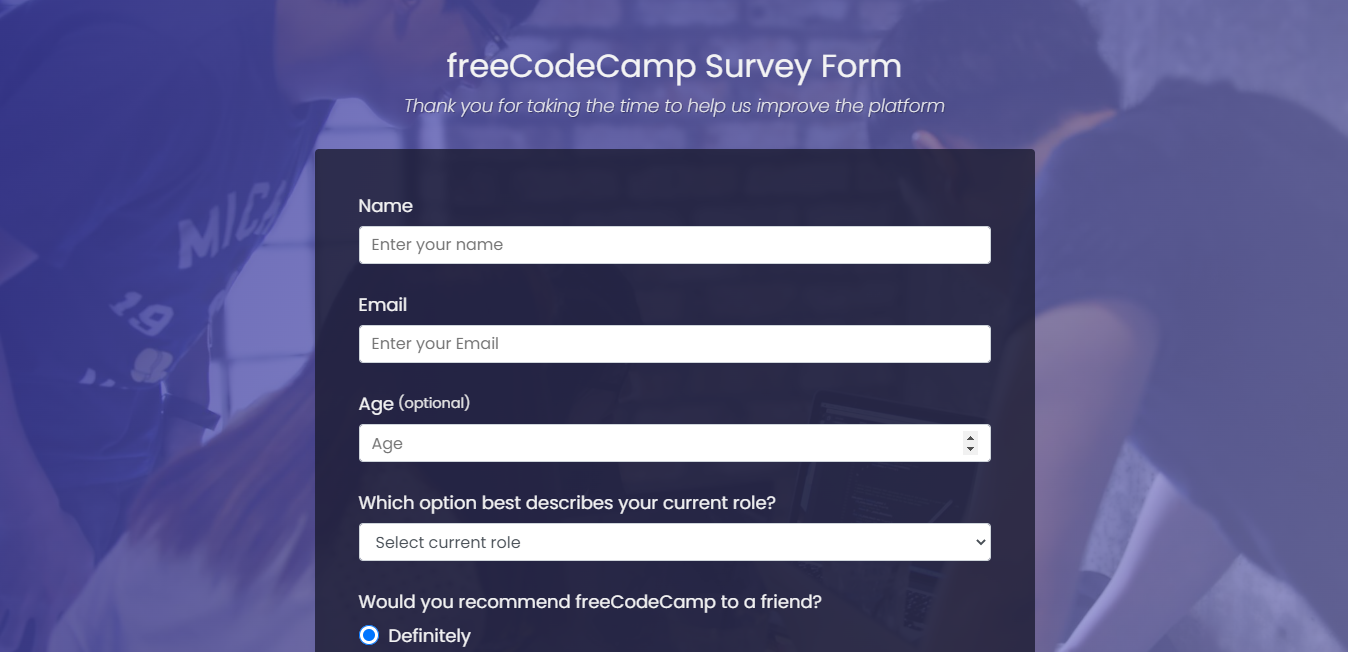 freeCodeCamp Survey Form
Thank you for taking the time to help us improve the platform
Name
Enter your name
Email
Enter your Email
Age (optional)
Age
Which option best describes your current role?
Select current role
Would you recommend freeCodeCamp to a friend?
Definitely
19